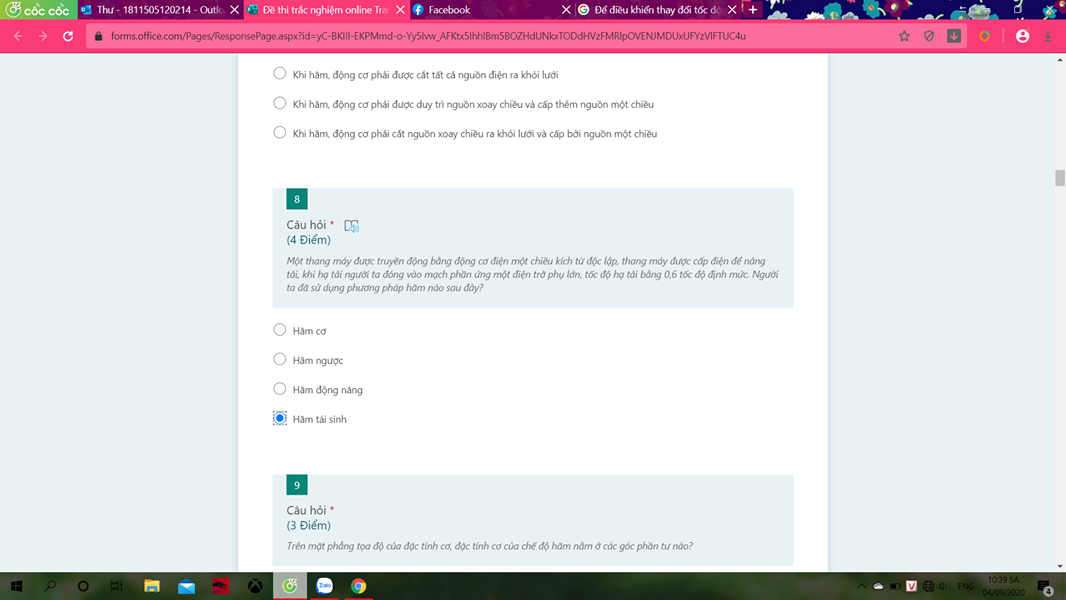 cốc cốc
Thư - 1811505120214 - Outlo
Đề thi trắc nghiệm online Tra
Facebook
Để điều khiển thay đổi tốc độ
forms.office.com/Pages/ResponsePage.aspx?id=yC-BKIII-EKPMmd-o-Yy5Ivw_AFKtx5IhhlBm5BOZHdUNkxTODdHVzFMRlpOVENJMDUxUFYzVlFTUC4u
Khi hãm, động cơ phải được cắt tất cả nguồn điện ra khỏi lưới
Khi hãm, động cơ phải được duy trì nguồn xoay chiều và cấp thêm nguồn một chiều
Khi hãm, động cơ phải cắt nguồn xoay chiều ra khỏi lưới và cấp bởi nguồn một chiều
8
Câu hỏi *
(4 Điểm)
Một thang máy được truyền động bằng động cơ điện một chiều kích từ độc lập, thang máy được cấp điện để nâng
tải, khi hạ tải người ta đóng vào mạch phần ứng một điện trở phụ lớn, tốc độ hạ tải bằng 0,6 tốc độ định mức. Người
ta đã sử dụng phương pháp hãm nào sau đây?
Hãm cơ
Hãm ngược
Hãm động năng
Hãm tái sinh
9
Câu hỏi *
(3 Điểm)
Trên mặt phẳng tọa độ của đặc tính cơ, đặc tính cơ của chế độ hãm nằm ở các góc phần tư nào?
Zalo
V
ENG
10:39 SA
04/09/2020
4